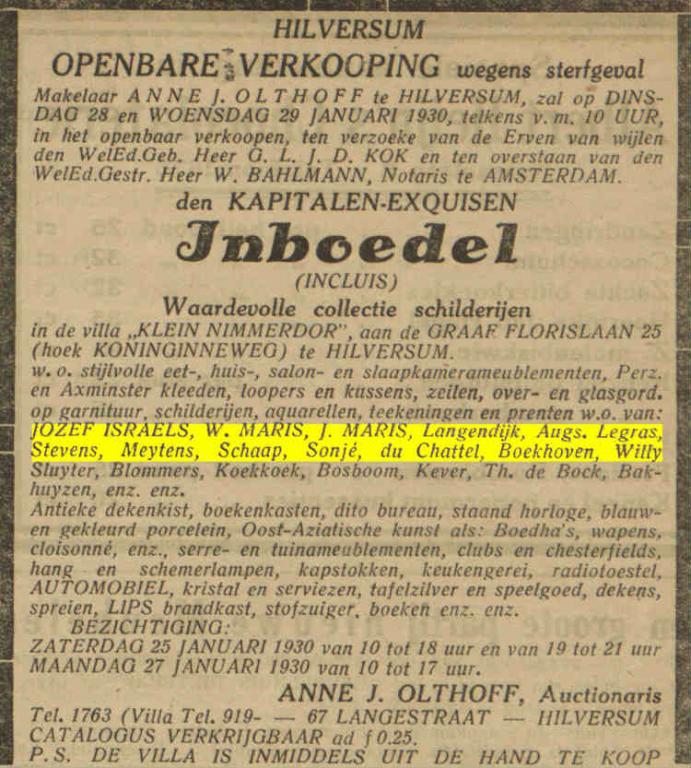 HILVERSUM
OPENBARE VERKOOPING wegens sterfgeval
Makelaar ANNE J. OLTHOFF te HILVERSUM, zal op DINS-
DAG 28 en WOENSDAG 29 JANUARI 1930, telkens v. m. 10 UUR,
in het openbaar verkoopen, ten verzoeke van de Erven van wijlen
den WelEd.Geb. Heer G. L. J. D. KOK en ten overstaan van den
WelEd.Gestr. Heer W. BAHLMANN, Notaris te AMSTERDAM.
den KAPITALEN-EXQUISEN
Inboedel
(INCLUIS)
Waardevolle collectie schilderijen
in de villa „KLEIN NIMMERDOR", aan de GRAAF FLORISLAAN 25
(hoek KONINGINNEWEG) te HILVERSUM.
w. o. stijlvolle eet-, huis-, salon- en slaapkamerameublementen, Perz.
en Axminster kleeden, loopers en kussens, zeilen, over- en glasgord.
op garnituur, schilderijen, aquarellen, teekeningen en prenten w.o. van:
JOZEF ISRAELS, W. MARIS, J. MARIS, Langendijk, Augs. Legras,
Stevens, Meytens, Schaap, Sonjé, du Chattel, Boekhoven, Willy
Sluyter, Blommers, Koekkoek, Bosboom, Kever, Th. de Bock, Bak-
huyzen, enz. enz.
Antieke dekenkist, boekenkasten, dito bureau, staand horloge, blauw-
en gekleurd porcelein, Oost-Aziatische kunst als: Boedha's, wapens,
cloisonné, enz., serre- en tuinameublementen, clubs en chesterfields,
hang en schemerlampen, kapstokken, keukengerei, radiotoestel,
AUTOMOBIEL, kristal en serviezen, tafelzilver en speelgoed, dekens,
spreien, LIPS brandkast, stofzuiger, boeken enz. enz.
BEZICHTIGING:
ZATERDAG 25 JANUARI 1930 van 10 tot 18 uur en van 19 tot 21 uur
MAANDAG 27 JANUARI 1930 van 10 tot 17 uur.
ANNE J. OLTHOFF, Auctionaris
Tel. 1763 (Villa Tel. 919- — 67 LANGESTRAAT — HILVERSUM
CATALOGUS VERKRIJGBAAR ad f 0.25.
P.S. DE VILLA IS INMIDDELS UIT DE HAND TE KOOP